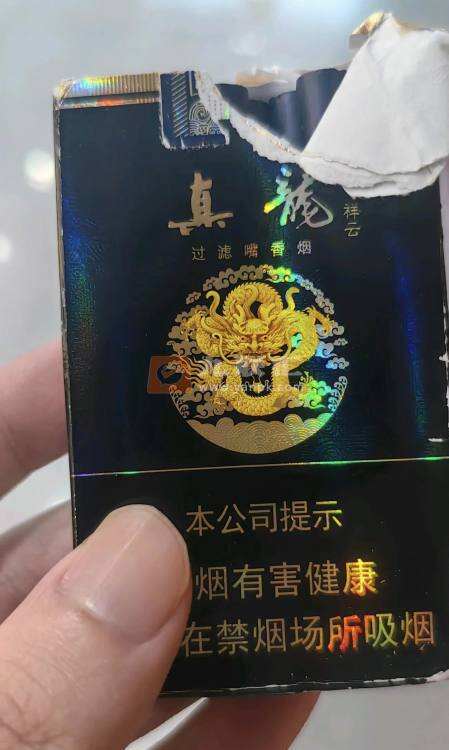 真龍
祥云
过滤嘴香烟
本公司提示
烟有害健康
在禁烟场所吸烟